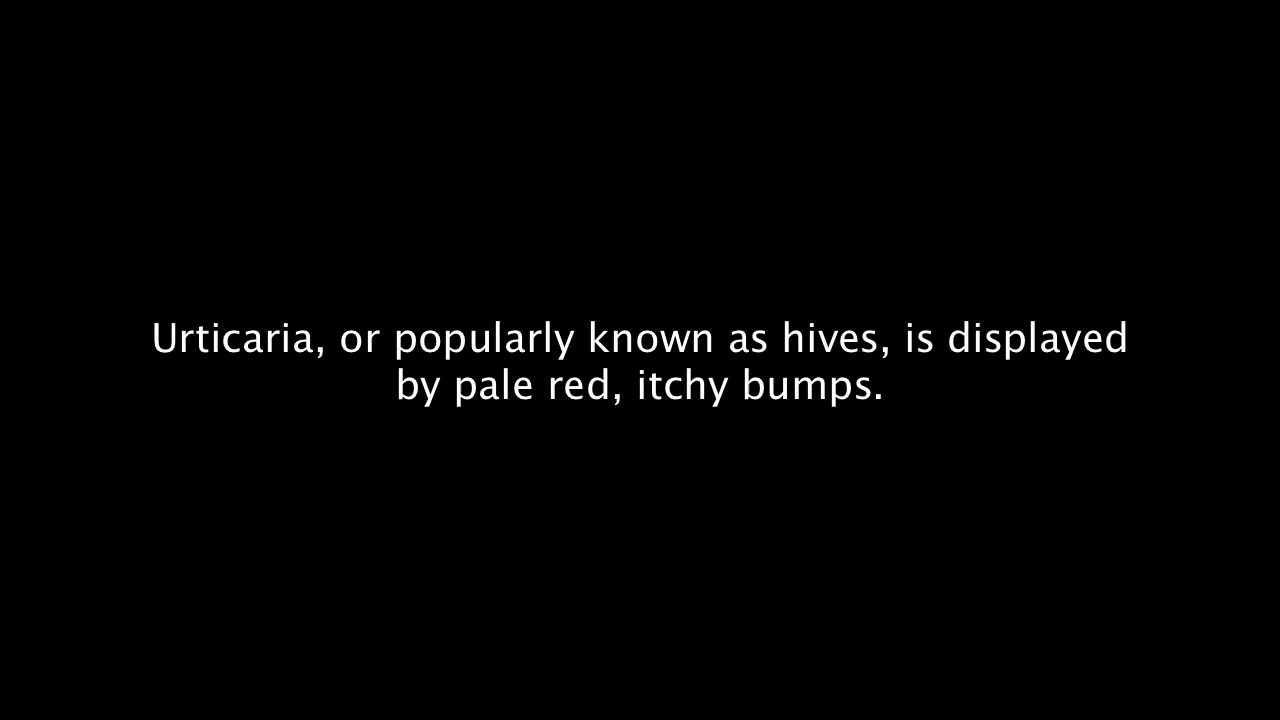 Urticaria, or popularly known as hives, is displayed
by pale red, itchy bumps.